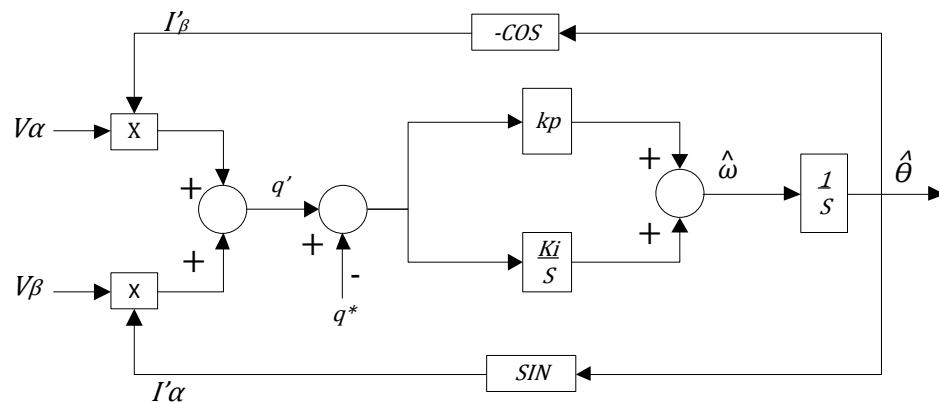 I'β
-COS
Vα
X
kp
+
+
q'
+
ω̂
1
S
θ̂
+
+
-
+
Vβ
X
Ki
S
q*
SIN
I'α